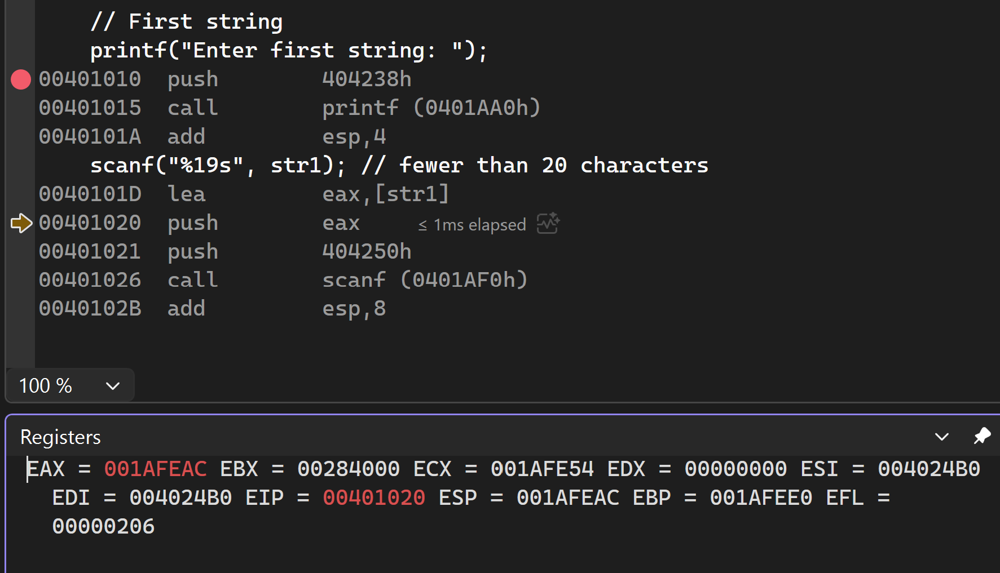 // First string
printf("Enter first string: ");
00401010  push        404238h
00401015  call        printf (0401AA0h)
0040101A  add         esp,4
scanf("%19s", str1); // fewer than 20 characters
0040101D  lea         eax,[str1]
00401020  push        eax     ≤ 1ms elapsed
00401021  push        404250h
00401026  call        scanf (0401AF0h)
0040102B  add         esp,8
100 %
Registers
EAX = 001AFEAC EBX = 00284000 ECX = 001AFE54 EDX = 00000000 ESI = 004024B0
EDI = 004024B0 EIP = 00401020 ESP = 001AFEAC EBP = 001AFEE0 EFL =
00000206